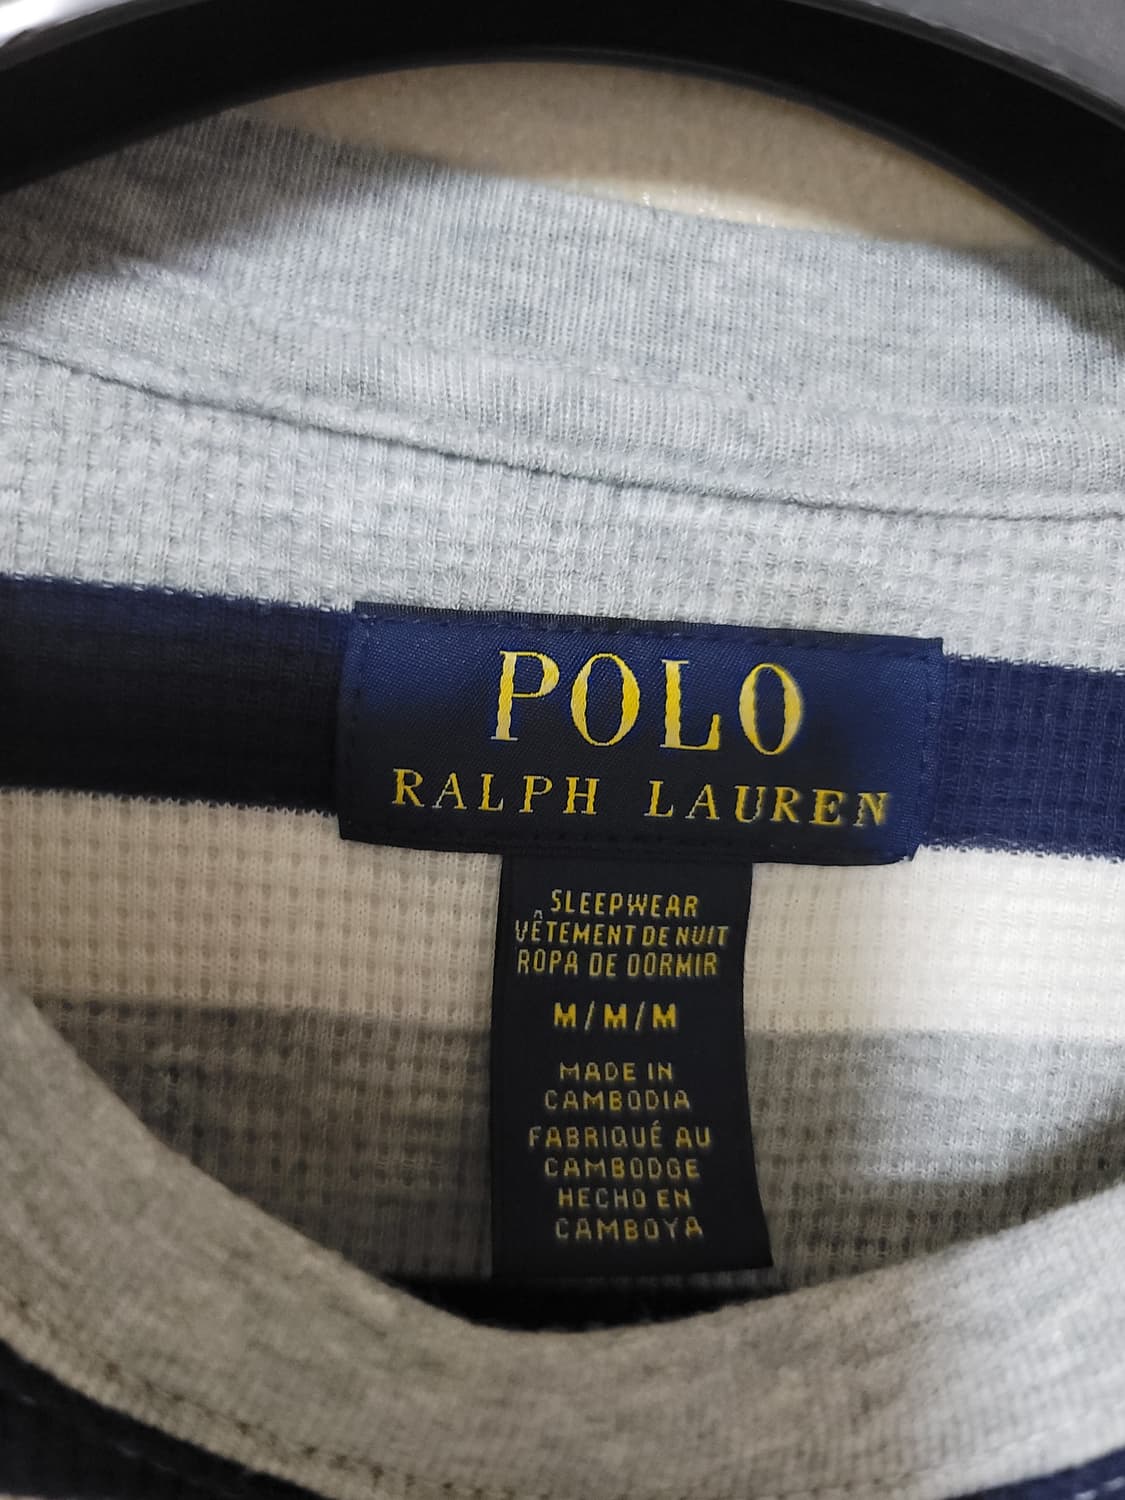 POLO
RALPH LAUREN
SLEEPWEAR
VÊTEMENT DE NUIT
ROPA DE DORMIR
M/M/M
MADE IN
CAMBODIA
FABRIQUÉ AU
CAMBODGE
HECHO EN
CAMBOYA